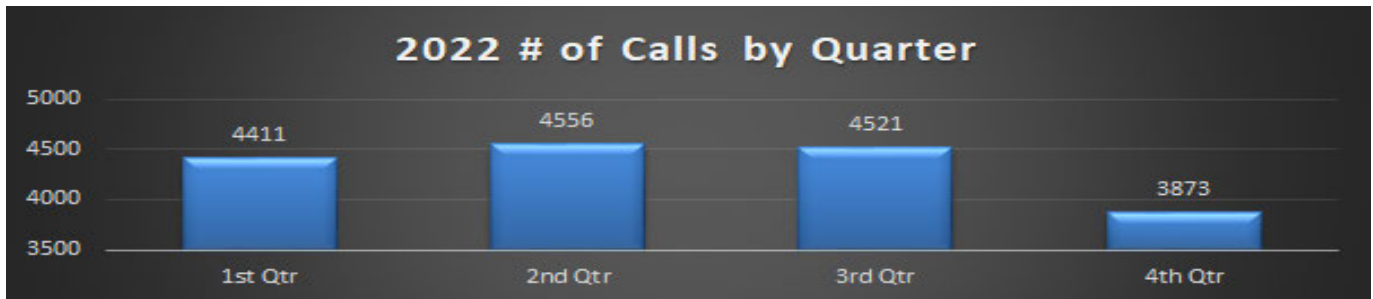 2022 # of Calls by Quarter
5000
4500
4000
3500
4411
4556
4521
3873
1st Qtr
2nd Qtr
3rd Qtr
4th Qtr